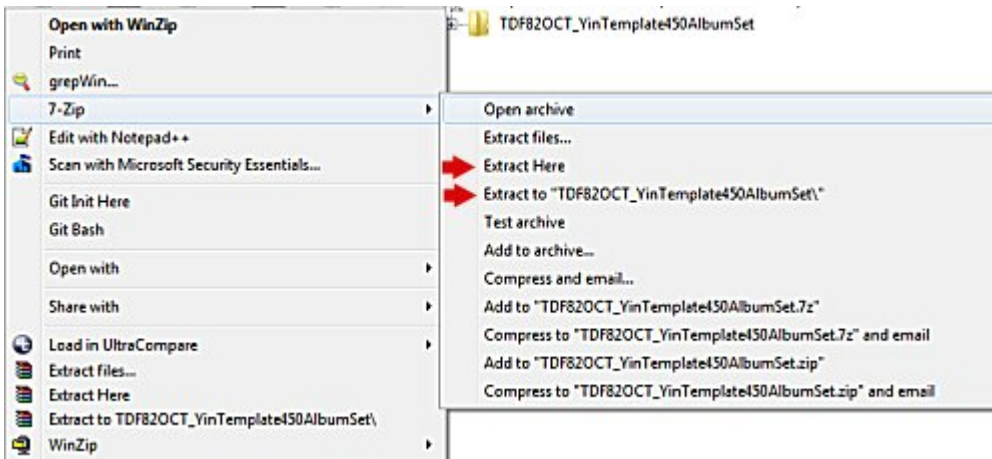 TDF82OCT_YinTemplate450AlbumSet
Open with WinZip
Print
grepWin...
7-Zip
Edit with Notepad++
Scan with Microsoft Security Essentials...
Git Init Here
Git Bash
Open with
Share with
Load in UltraCompare
Extract files...
Extract Here
Extract to TDF82OCT_YinTemplate450AlbumSet\
WinZip
Open archive
Extract files...
Extract Here
Extract to "TDF82OCT_YinTemplate450AlbumSet\"
Test archive
Add to archive...
Compress and email...
Add to "TDF82OCT_YinTemplate450AlbumSet.7z"
Compress to "TDF82OCT_YinTemplate450AlbumSet.7z" and email
Add to "TDF82OCT_YinTemplate450AlbumSet.zip"
Compress to "TDF82OCT_YinTemplate450AlbumSet.zip" and email